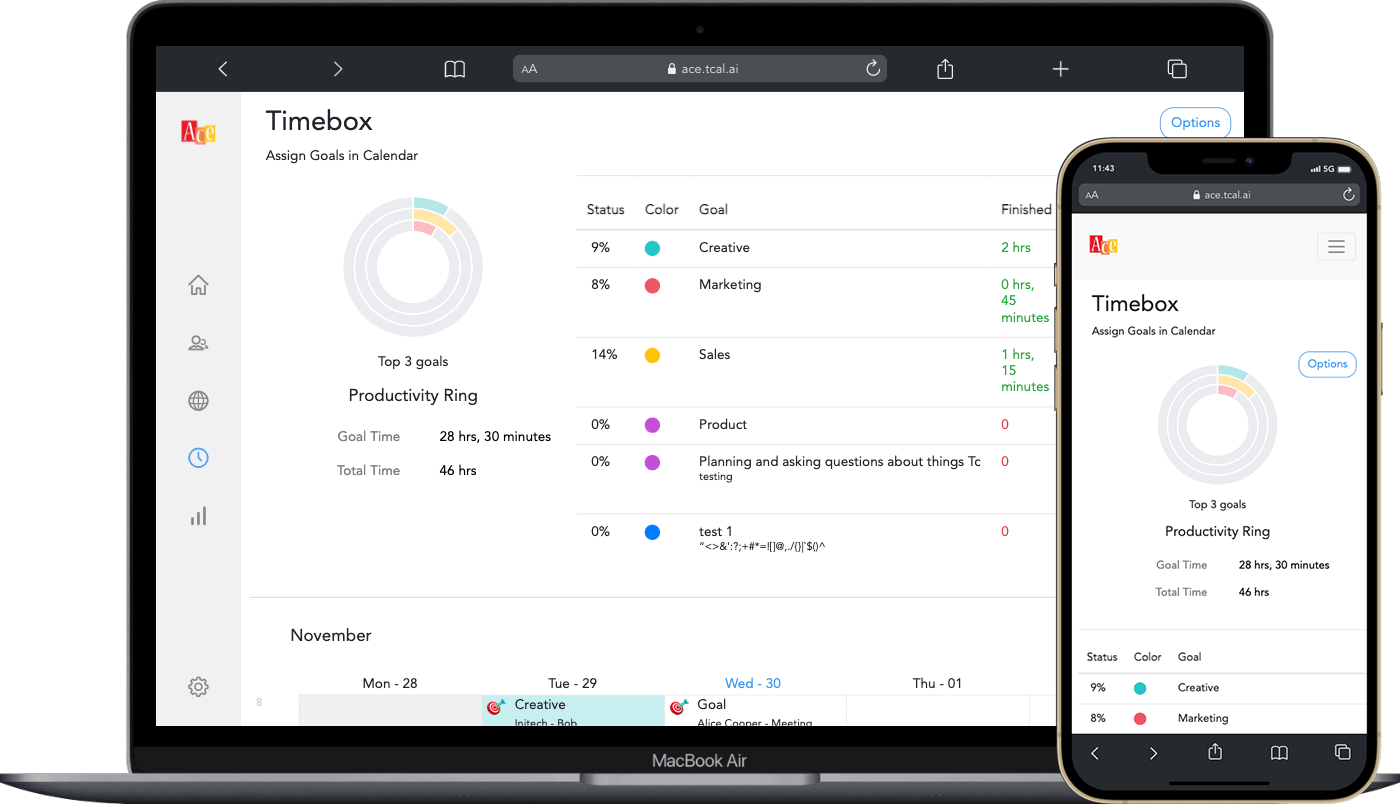 AA ace.tcal.ai
Ace
Timebox
Options
Assign Goals in Calendar
Top 3 goals
Productivity Ring
Goal Time 28 hrs, 30 minutes
Total Time 46 hrs
Status Color Goal Finished
9% Creative 2 hrs
8% Marketing 0 hrs,
45
minutes
14% Sales 1 hrs,
15
minutes
0% Product 0
0% Planning and asking questions about things Tc 0
testing
0% test 1 0
“<>&':?;+#*=![]@,./{}|`$()^
November
Mon - 28 Tue - 29 Wed - 30 Thu - 01
8
Creative Goal
Initech - Bob Alice Cooper - Meeting
MacBook Air
11:43 5G
AA ace.tcal.ai
Ace
Timebox
Assign Goals in Calendar
Options
Top 3 goals
Productivity Ring
Goal Time 28 hrs, 30 minutes
Total Time 46 hrs
Status Color Goal
9% Creative
8% Marketing